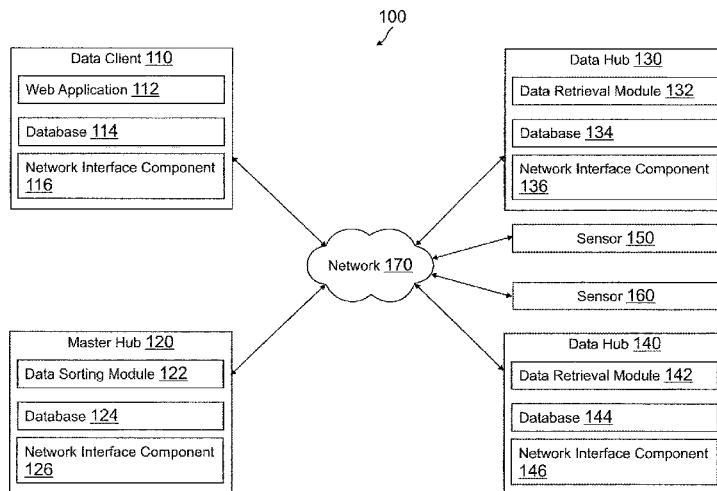 100
Data Client 110
Web Application 112
Database 114
Network Interface Component
116
Data Hub 130
Data Retrieval Module 132
Database 134
Network Interface Component
136
Network 170
Sensor 150
Sensor 160
Master Hub 120
Data Sorting Module 122
Database 124
Network Interface Component
126
Data Hub 140
Data Retrieval Module 142
Database 144
Network Interface Component
146